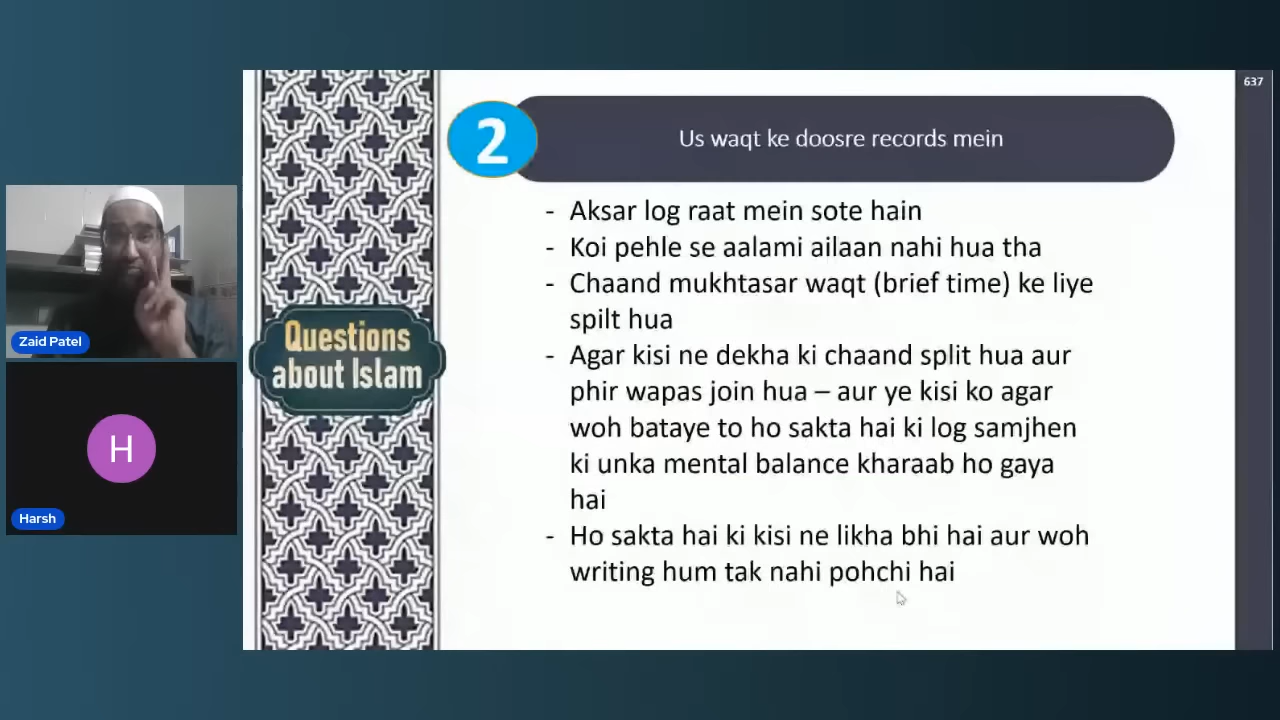 637
2
Us waqt ke doosre records mein
- Aksar log raat mein sote hain
- Koi pehle se aalami ailaan nahi hua tha
- Chaand mukhtasar waqt (brief time) ke liye
spilt hua
- Agar kisi ne dekha ki chaand split hua aur
phir wapas join hua – aur ye kisi ko agar
woh bataye to ho sakta hai ki log samjhen
ki unka mental balance kharaab ho gaya
hai
- Ho sakta hai ki kisi ne likha bhi hai aur woh
writing hum tak nahi pohchi hai
Questions
about Islam
Zaid Patel
H
Harsh